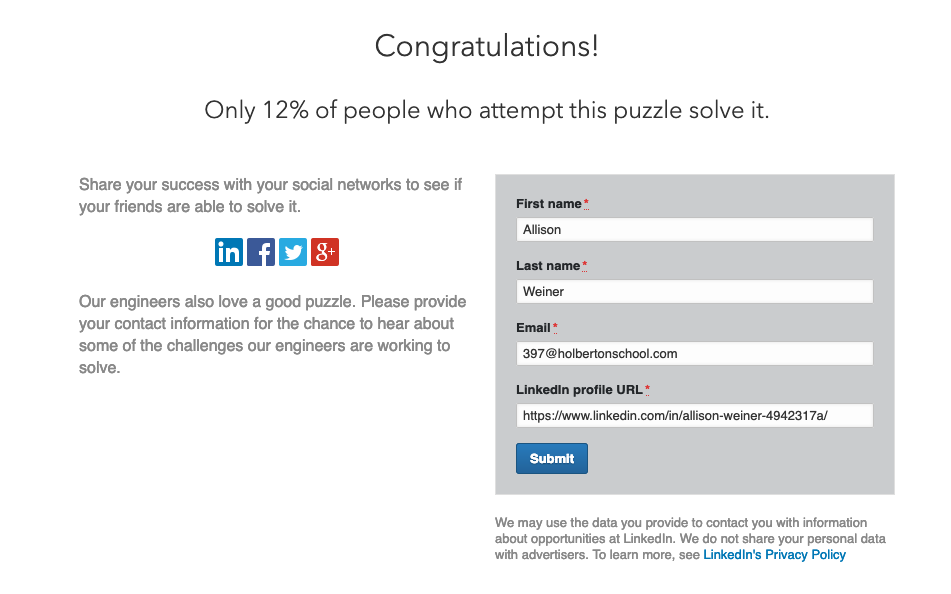 Congratulations!
Only 12% of people who attempt this puzzle solve it.
Share your success with your social networks to see if
your friends are able to solve it.
in f g+
Our engineers also love a good puzzle. Please provide
your contact information for the chance to hear about
some of the challenges our engineers are working to
solve.
First name*
Allison
Last name*
Weiner
Email*
397@holbertonschool.com
LinkedIn profile URL*
https://www.linkedin.com/in/allison-weiner-4942317a/
Submit
We may use the data you provide to contact you with information
about opportunities at LinkedIn. We do not share your personal data
with advertisers. To learn more, see LinkedIn's Privacy Policy